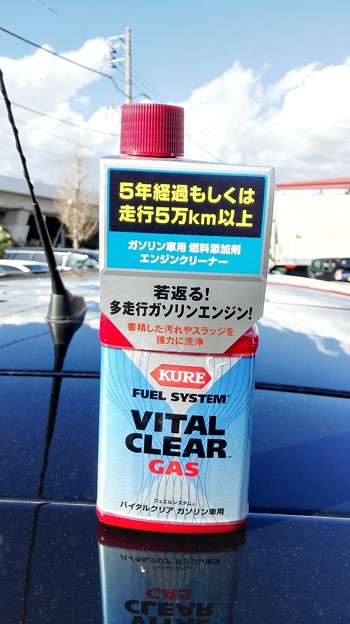 5年経過もしくは
走行5万km以上
ガソリン車用 燃料添加剤
エンジンクリーナー
若返る!
多走行ガソリンエンジン!
蓄積した汚れやスラッジを
強力に洗浄
KURE
FUEL SYSTEM™
VITAL
CLEAR™
GAS
フュエルシステム
バイタルクリア ガソリン車用